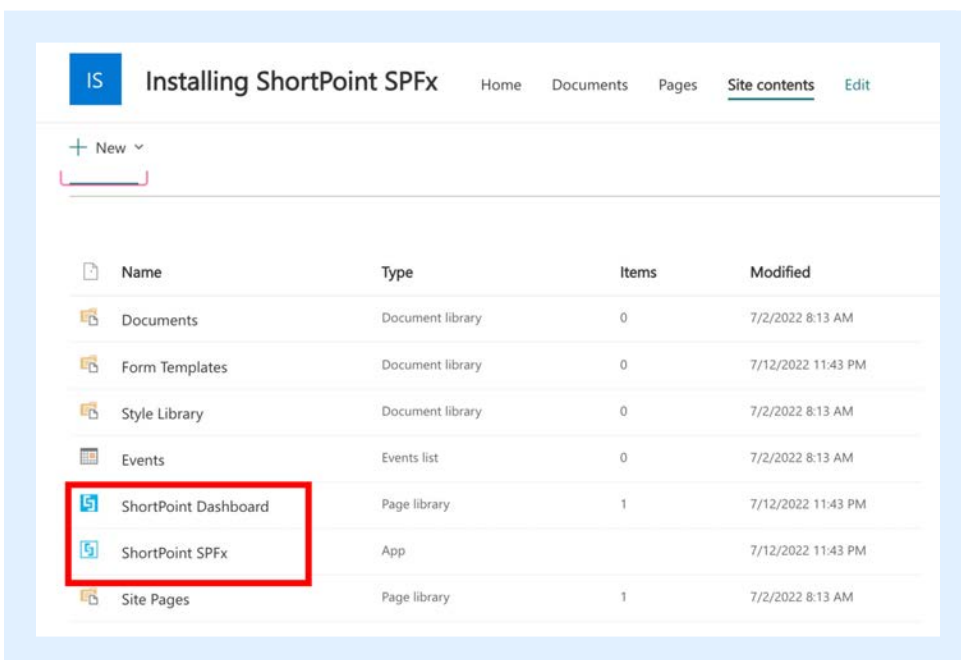 IS Installing ShortPoint SPFx Home Documents Pages Site contents Edit
+ New
Name Type Items Modified
Documents Document library 0 7/2/2022 8:13 AM
Form Templates Document library 0 7/12/2022 11:43 PM
Style Library Document library 0 7/2/2022 8:13 AM
Events Events list 0 7/2/2022 8:13 AM
ShortPoint Dashboard Page library 1 7/12/2022 11:43 PM
ShortPoint SPFx App 7/12/2022 11:43 PM
Site Pages Page library 1 7/2/2022 8:13 AM